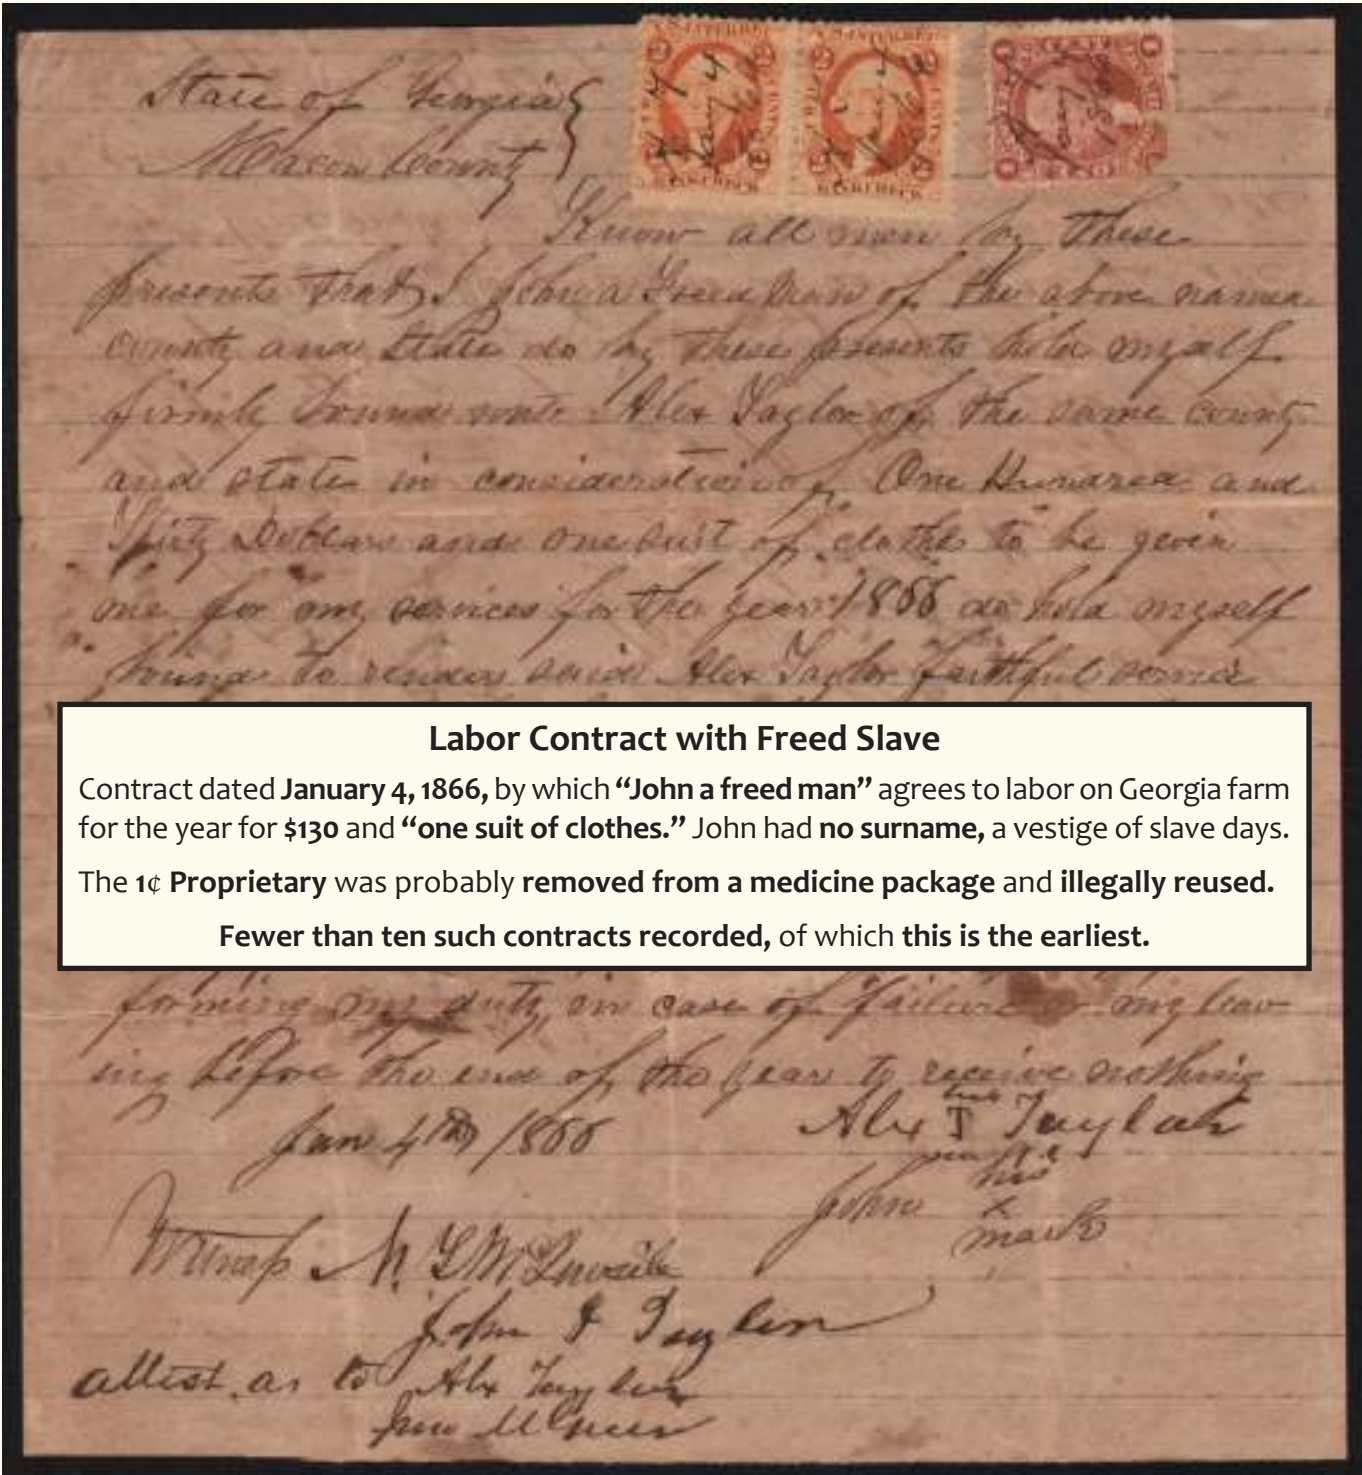 State of Georgia
Macon County
Know all men by these
presents that I John a Freed man of the above named
county and State do by these presents hold myself
firmly bound unto Alex Taylor of the same county
and state in consideration of One Hundred and
Thirty Dollars and one suit of cloths to be given
me for my services for the year 1866 do hold myself
bound to render said Alex Taylor faithful service
Labor Contract with Freed Slave
Contract dated January 4, 1866, by which “John a freed man” agrees to labor on Georgia farm
for the year for $130 and “one suit of clothes.” John had no surname, a vestige of slave days.
The 1¢ Proprietary was probably removed from a medicine package and illegally reused.
Fewer than ten such contracts recorded, of which this is the earliest.
forming my duty, in case of failure or my leav
ing before the end of the year to receive nothing
Jan 4th 1866
his
Alex T Taylor
mark
his
John x
mark
Witness
John F Taylor
attest as to Alex Taylor